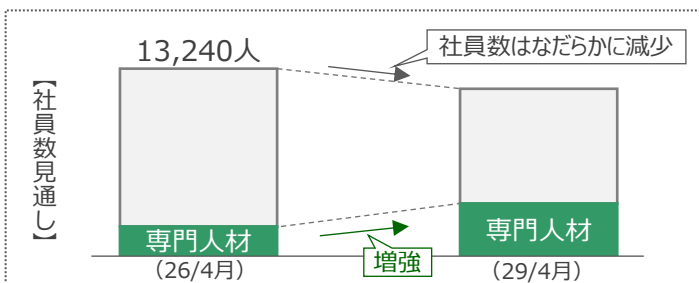 13,240人
社員数はなだらかに減少
【社員数見通し】
専門人材
増強
専門人材
（26/4月）
（29/4月）